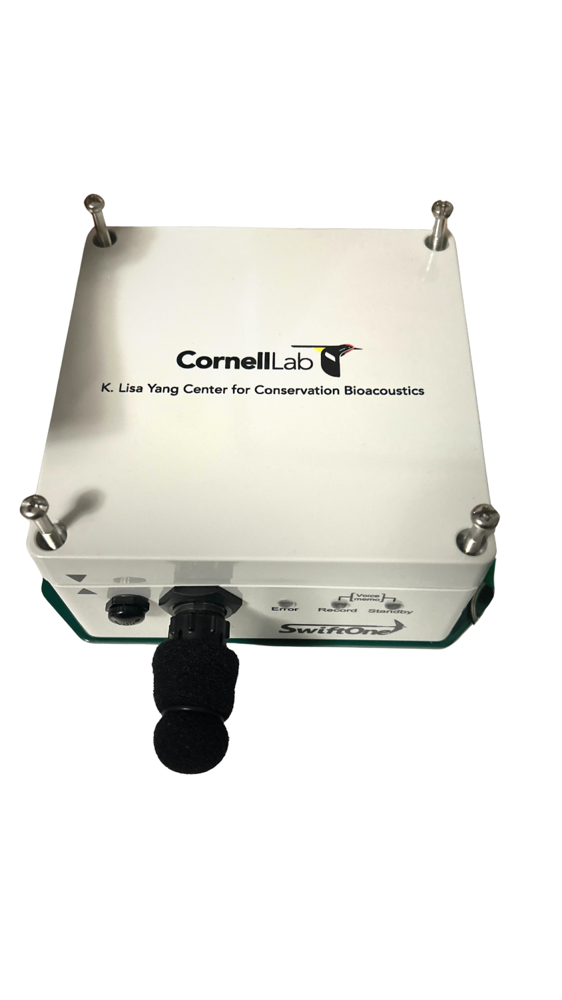 CornellLab
K. Lisa Yang Center for Conservation Bioacoustics
Voice
memo
Error
Record
Standby
SwiftOne